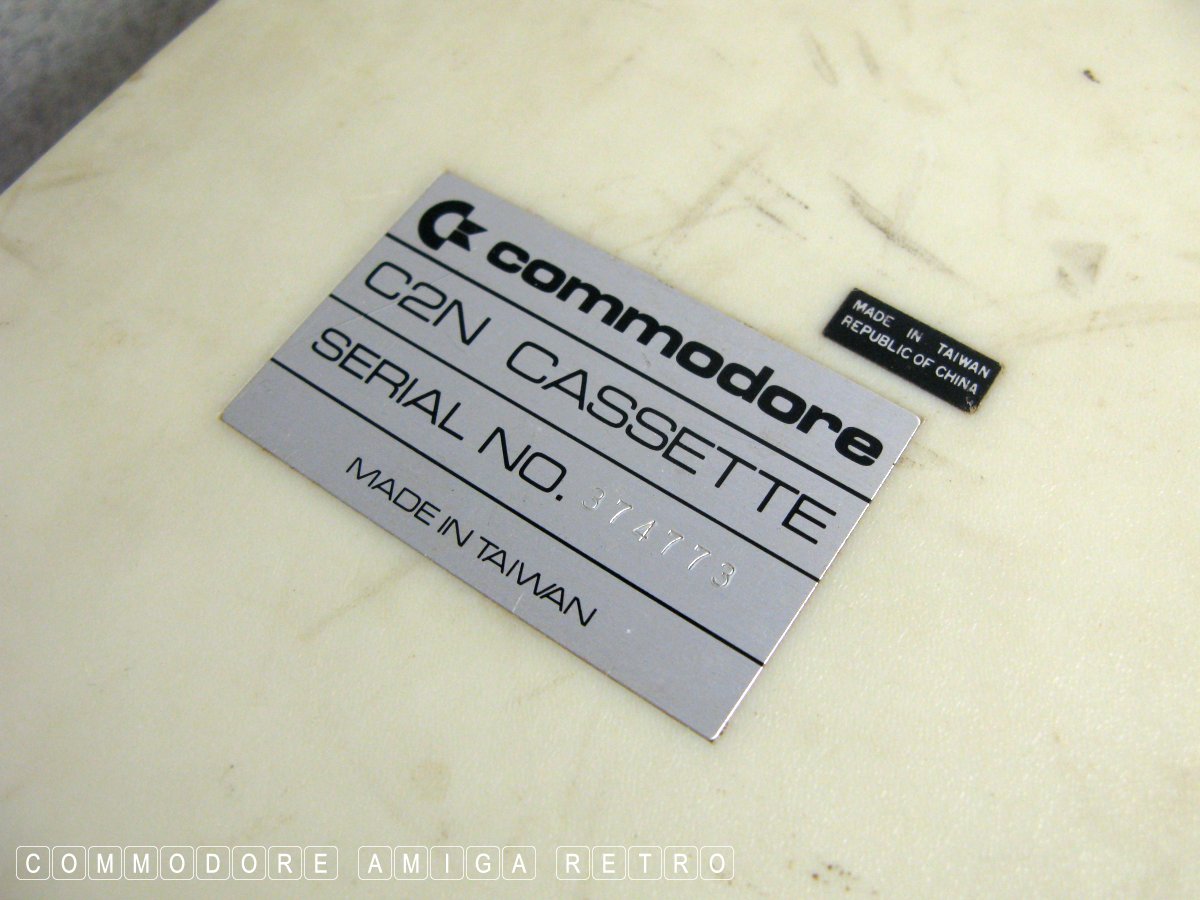 commodore
C2N CASSETTE
SERIAL NO. 374773
MADE IN TAIWAN
MADE IN TAIWAN
REPUBLIC OF CHINA
COMMODORE AMIGA RETRO